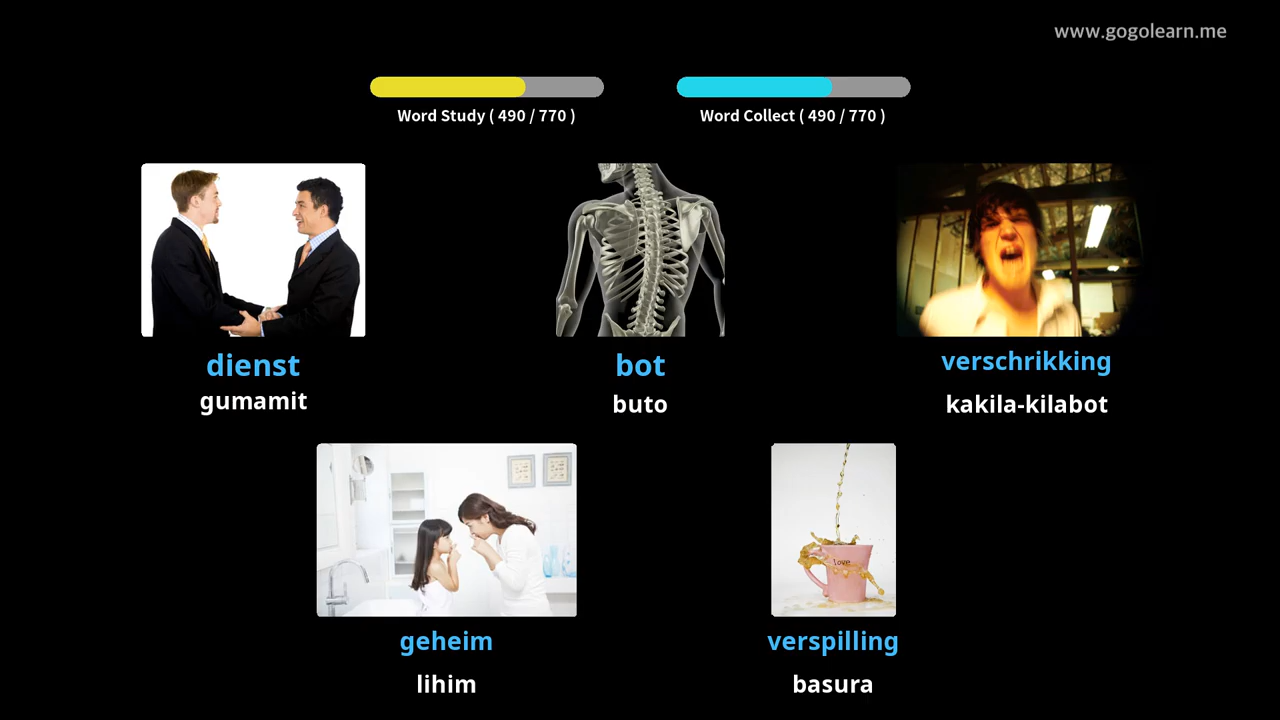 www.gogolearn.me
Word Study ( 490 / 770 )
Word Collect ( 490 / 770 )
dienst
gumamit
bot
buto
verschrikking
kakila-kilabot
love
geheim
lihim
verspilling
basura